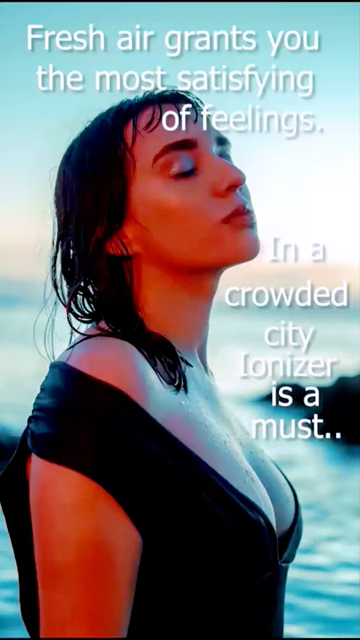 Fresh air grants you
the most satisfying
of feelings.
In a
crowded
city
Ionizer
is a
must..